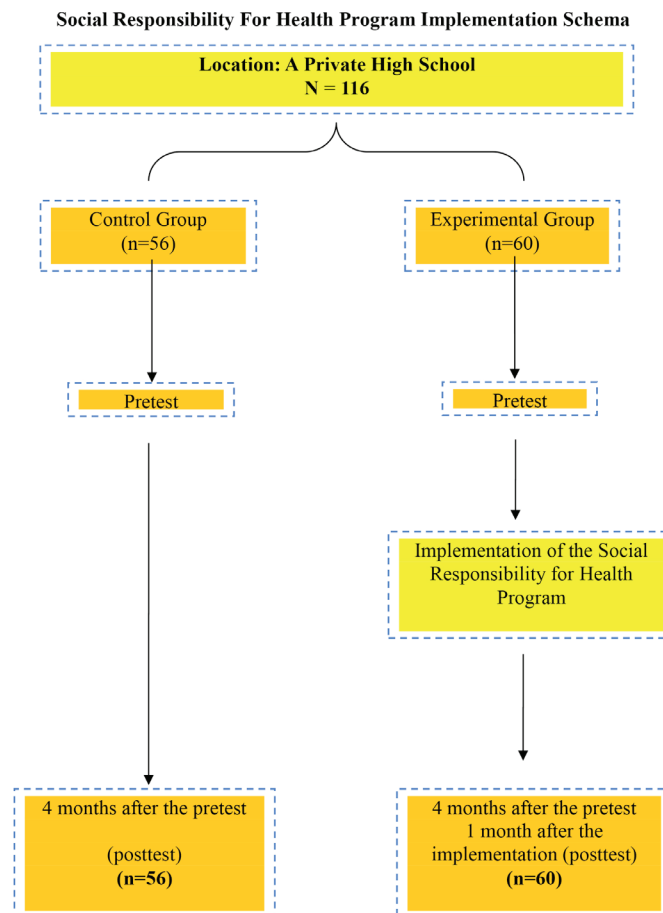 Social Responsibility For Health Program Implementation Schema
Location: A Private High School
N = 116
Control Group
(n=56)
Experimental Group
(n=60)
Pretest
Pretest
Implementation of the Social
Responsibility for Health
Program
4 months after the pretest
(posttest)
(n=56)
4 months after the pretest
1 month after the
implementation (posttest)
(n=60)